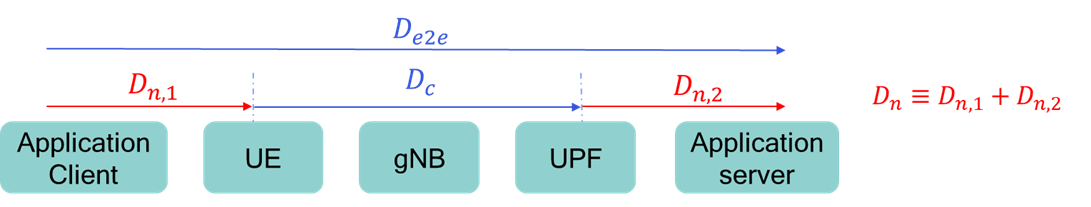 D_{e2e}
D_{n,1} D_c D_{n,2}
D_n ≡ D_{n,1} + D_{n,2}
Application
Client
UE
gNB
UPF
Application
server